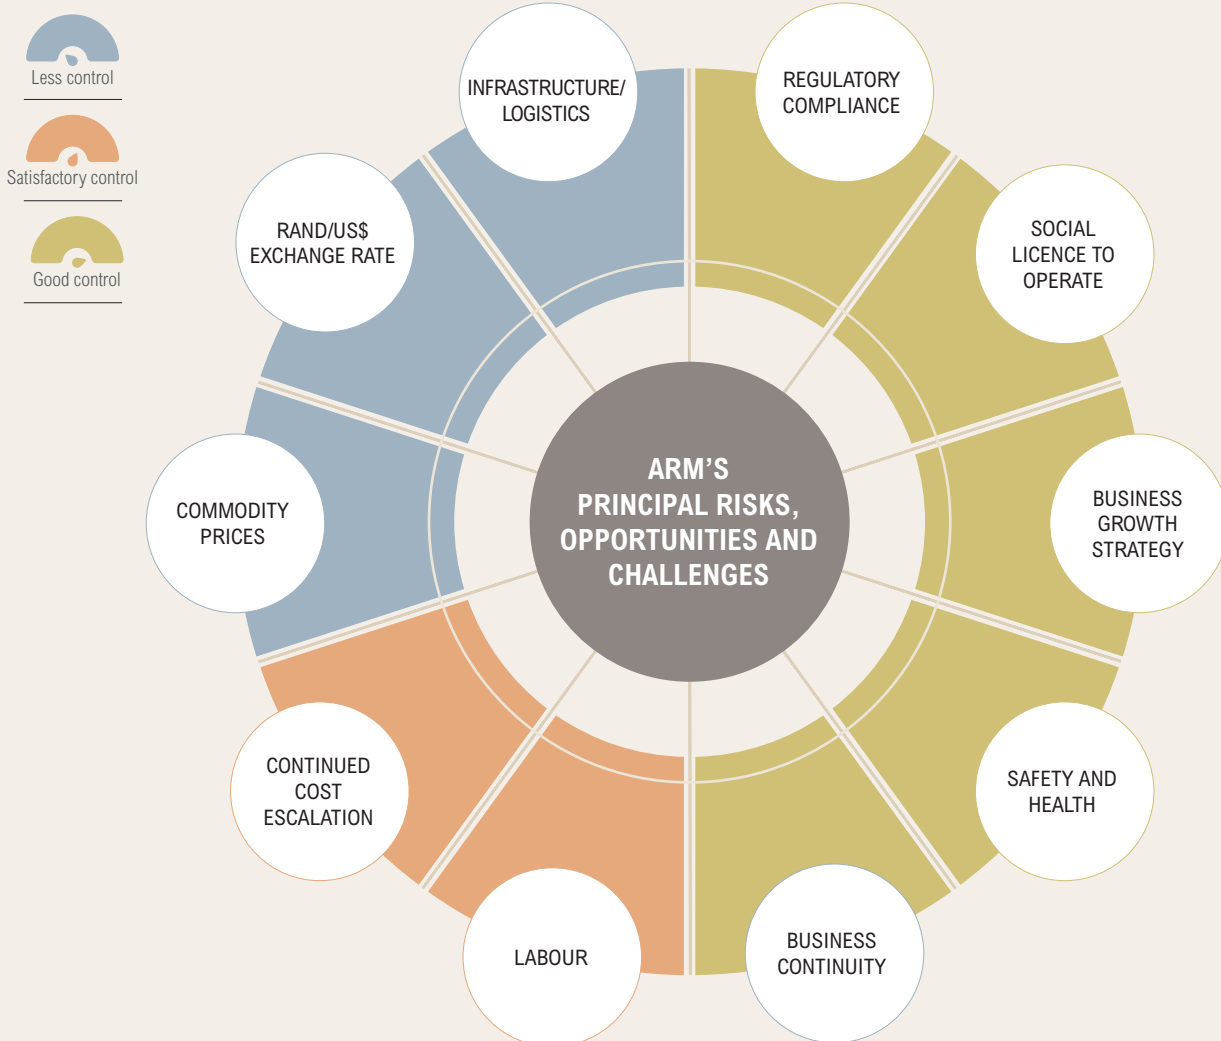 Less control
Satisfactory control
Good control
INFRASTRUCTURE/
LOGISTICS
REGULATORY
COMPLIANCE
RAND/US$
EXCHANGE RATE
SOCIAL
LICENCE TO
OPERATE
COMMODITY
PRICES
ARM’S
PRINCIPAL RISKS,
OPPORTUNITIES AND
CHALLENGES
BUSINESS
GROWTH
STRATEGY
CONTINUED
COST
ESCALATION
SAFETY AND
HEALTH
LABOUR
BUSINESS
CONTINUITY